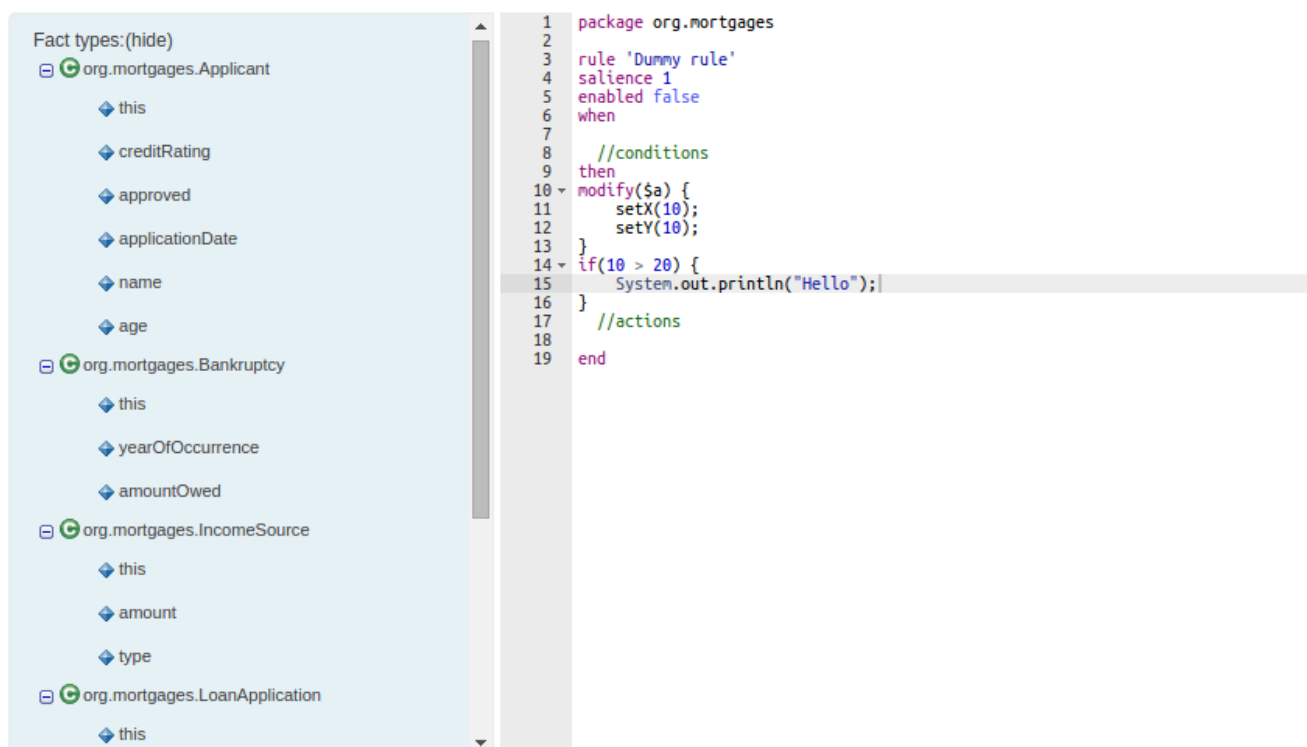 Fact types:(hide)
org.mortgages.Applicant
this
creditRating
approved
applicationDate
name
age
org.mortgages.Bankruptcy
this
yearOfOccurrence
amountOwed
org.mortgages.IncomeSource
this
amount
type
org.mortgages.LoanApplication
this
1 package org.mortgages
2
3 rule 'Dummy rule'
4 salience 1
5 enabled false
6 when
7
8 //conditions
9 then
10 modify($a) {
11 setX(10);
12 setY(10);
13 }
14 if(10 > 20) {
15 System.out.println("Hello");
16 }
17 //actions
18
19 end